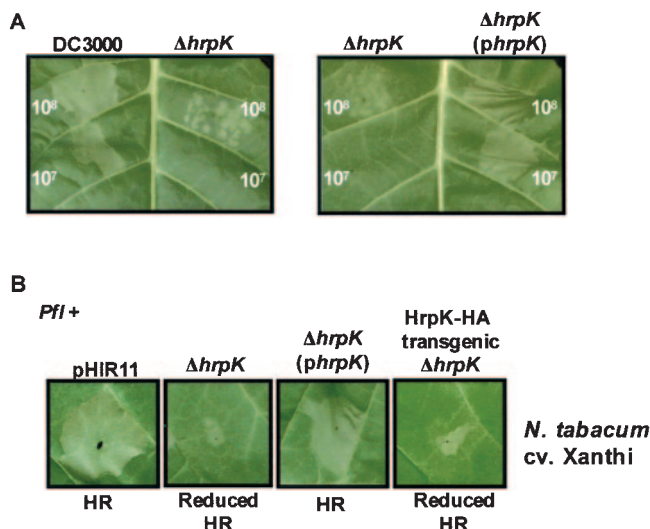 A
DC3000 ΔhrpK
10⁸ 10⁸
10⁷ 10⁷
ΔhrpK ΔhrpK
(phrpK)
10⁸ 10⁸
10⁷ 10⁷
B
Pfl +
pHIR11
ΔhrpK
ΔhrpK
(phrpK)
HrpK-HA
transgenic
ΔhrpK
HR
Reduced
HR
HR
Reduced
HR
N. tabacum
cv. Xanthi